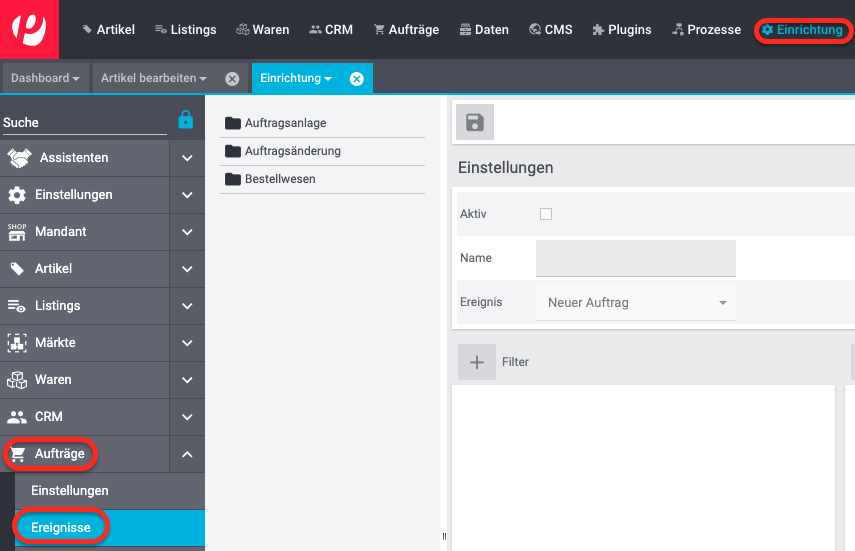 Artikel Listings Waren CRM Aufträge Daten CMS Plugins Prozesse Einrichtung
Dashboard Artikel bearbeiten Einrichtung
Suche
Assistenten
Einstellungen
SHOP
Mandant
Artikel
Listings
Märkte
Waren
CRM
Aufträge
Einstellungen
Ereignisse
Auftragsanlage
Auftragsänderung
Bestellwesen
Einstellungen
Aktiv
Name
Ereignis Neuer Auftrag
Filter